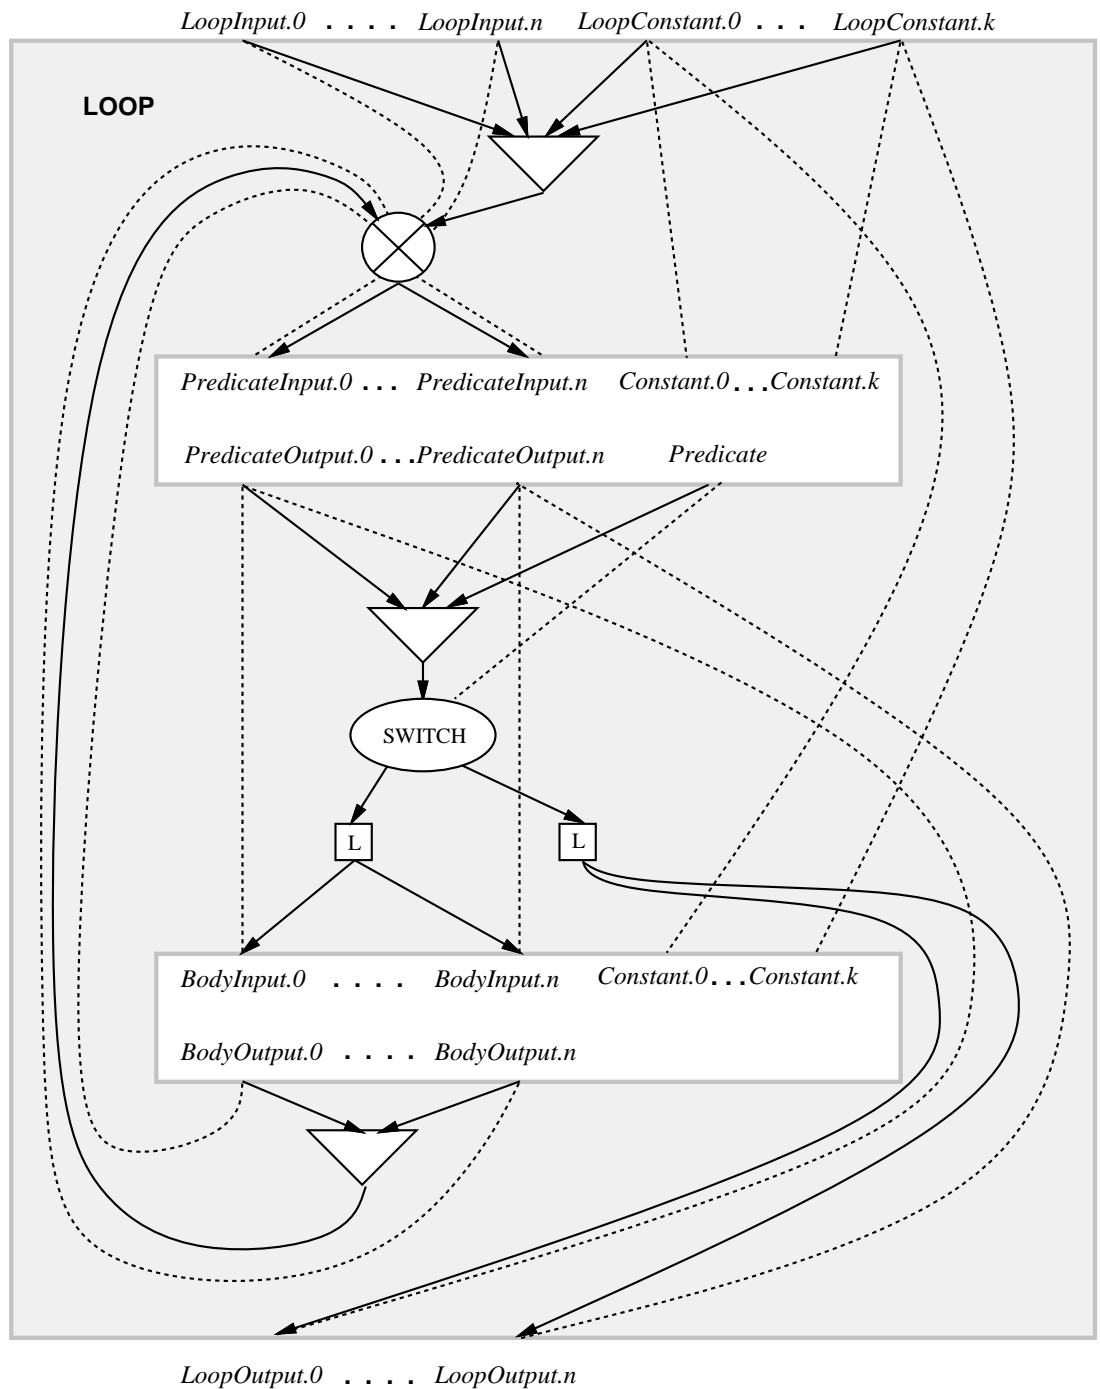 LoopInput.0 . . . . LoopInput.n LoopConstant.0 . . . LoopConstant.k
LOOP
PredicateInput.0 ... PredicateInput.n Constant.0...Constant.k
PredicateOutput.0 ...PredicateOutput.n Predicate
SWITCH
L L
BodyInput.0 . . . . BodyInput.n Constant.0...Constant.k
BodyOutput.0 . . . . BodyOutput.n
LoopOutput.0 . . . . LoopOutput.n